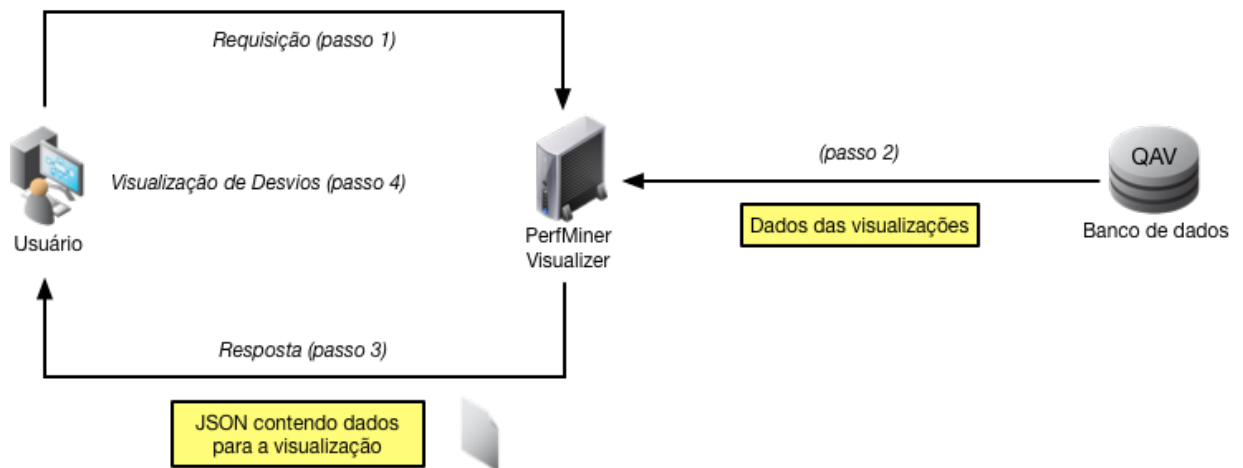 Requisição (passo 1)
Visualização de Desvios (passo 4)
Usuário
PerfMiner
Visualizer
(passo 2)
Dados das visualizações
QAV
Banco de dados
Resposta (passo 3)
JSON contendo dados
para a visualização